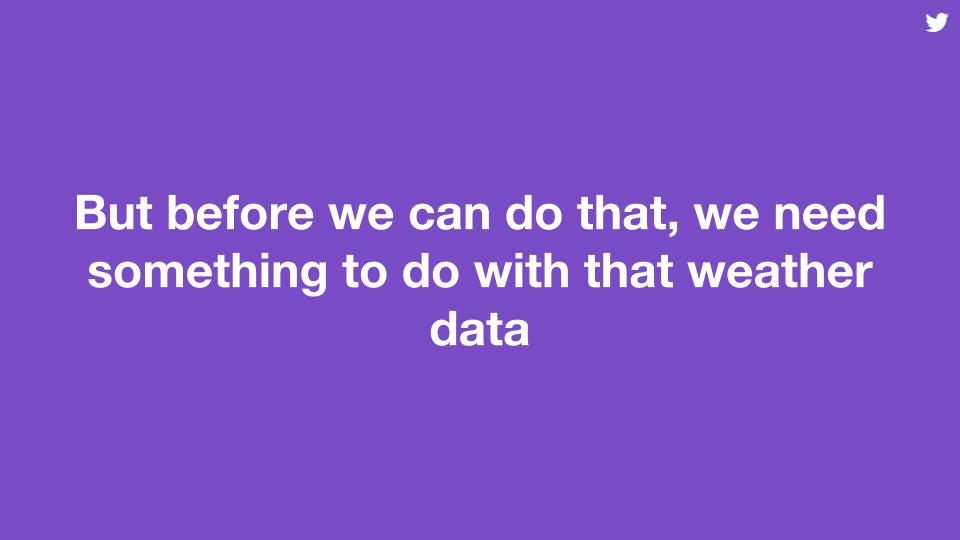 But before we can do that, we need
something to do with that weather
data